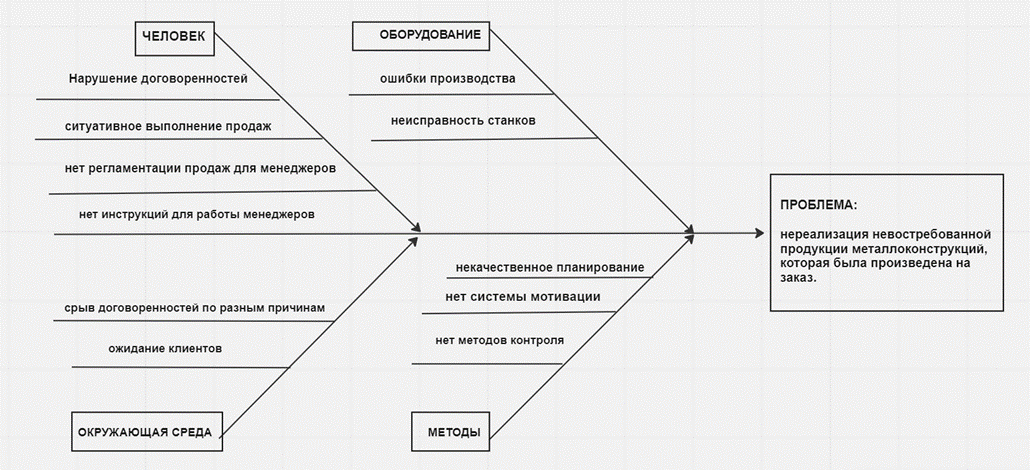 ЧЕЛОВЕК
Нарушение договоренностей
ситуативное выполнение продаж
нет регламентации продаж для менеджеров
нет инструкций для работы менеджеров
ОБОРУДОВАНИЕ
ошибки производства
неисправность станков
ПРОБЛЕМА:
нереализация невостребованной
продукции металлоконструкций,
которая была произведена на
заказ.
срыв договоренностей по разным причинам
ожидание клиентов
ОКРУЖАЮЩАЯ СРЕДА
некачественное планирование
нет системы мотивации
нет методов контроля
МЕТОДЫ